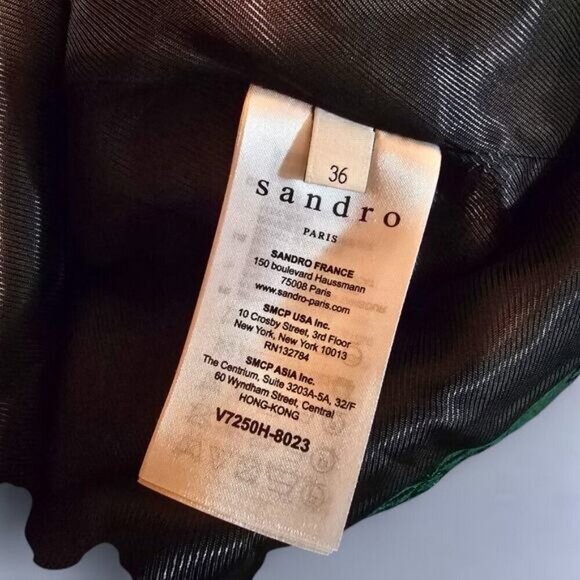 36
sandro
PARIS
SANDRO FRANCE
150 boulevard Haussmann
75008 Paris
www.sandro-paris.com
SMCP USA Inc.
10 Crosby Street, 3rd Floor
New York, New York 10013
RN132784
SMCP ASIA Inc.
The Centrium, Suite 3203A-5A, 32/F
60 Wyndham Street, Central
HONG-KONG
V7250H-8023